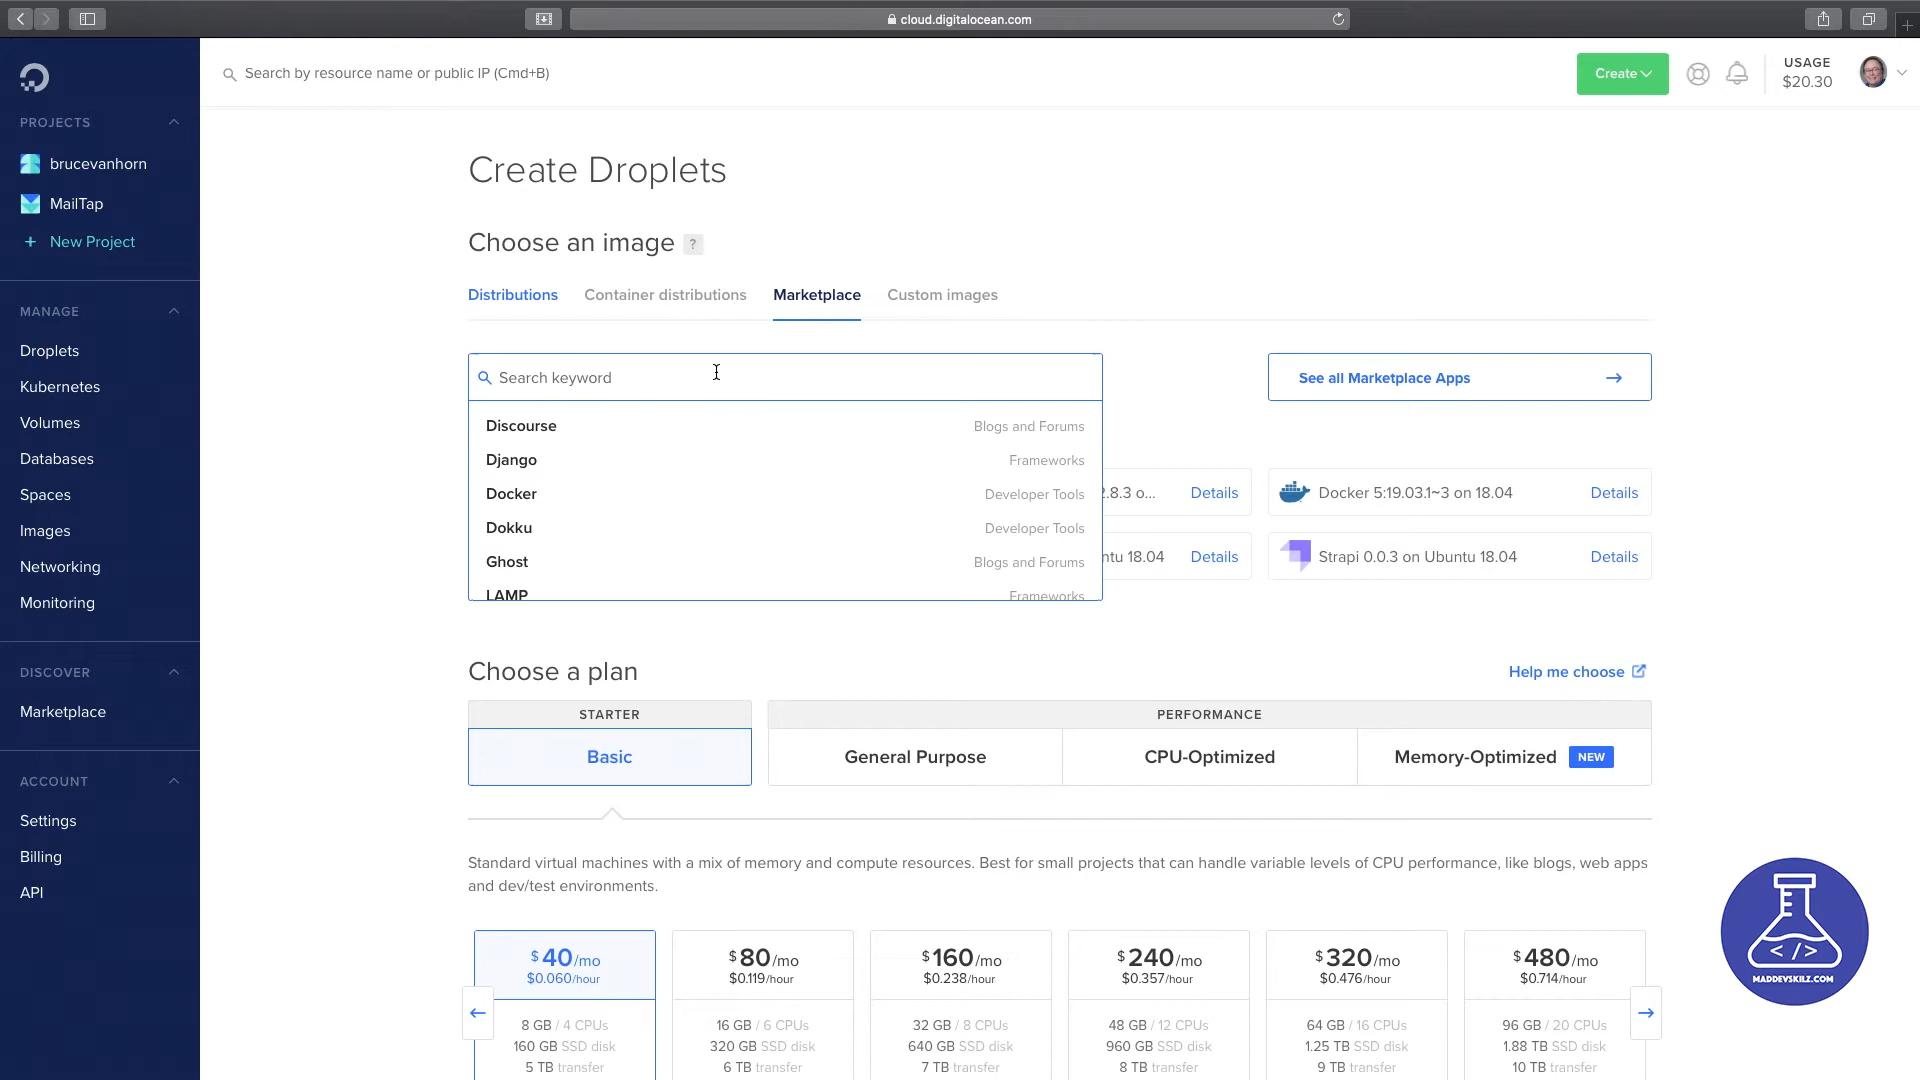 cloud.digitalocean.com
Search by resource name or public IP (Cmd+B)
Create
USAGE
$20.30
PROJECTS
brucevanhorn
MailTap
+ New Project
MANAGE
Droplets
Kubernetes
Volumes
Databases
Spaces
Images
Networking
Monitoring
DISCOVER
Marketplace
ACCOUNT
Settings
Billing
API
Create Droplets
Choose an image ?
Distributions Container distributions Marketplace Custom images
Search keyword
See all Marketplace Apps →
Discourse Blogs and Forums
Django Frameworks
Docker Developer Tools
Dokku Developer Tools
Ghost Blogs and Forums
LAMP Frameworks
2.8.3 o... Details
Docker 5:19.03.1~3 on 18.04 Details
ntu 18.04 Details
Strapi 0.0.3 on Ubuntu 18.04 Details
Choose a plan
Help me choose
STARTER PERFORMANCE
Basic General Purpose CPU-Optimized Memory-Optimized NEW
Standard virtual machines with a mix of memory and compute resources. Best for small projects that can handle variable levels of CPU performance, like blogs, web apps
and dev/test environments.
$40/mo $80/mo $160/mo $240/mo $320/mo $480/mo
$0.060/hour $0.119/hour $0.238/hour $0.357/hour $0.476/hour $0.714/hour
8 GB / 4 CPUs 16 GB / 6 CPUs 32 GB / 8 CPUs 48 GB / 12 CPUs 64 GB / 16 CPUs 96 GB / 20 CPUs
160 GB SSD disk 320 GB SSD disk 640 GB SSD disk 960 GB SSD disk 1.25 TB SSD disk 1.88 TB SSD disk
5 TB transfer 6 TB transfer 7 TB transfer 8 TB transfer 9 TB transfer 10 TB transfer
</>
MADDEVSKILZ.COM